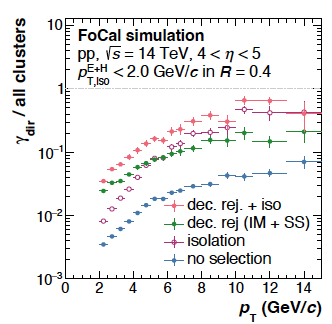 FoCal simulation
pp, √s = 14 TeV, 4 < η < 5
p_T,iso^E+H < 2.0 GeV/c in R = 0.4
γ_dir / all clusters
10
1
10⁻¹
10⁻²
10⁻³
dec. rej. + iso
dec. rej (IM + SS)
isolation
no selection
0 2 4 6 8 10 12 14
p_T (GeV/c)